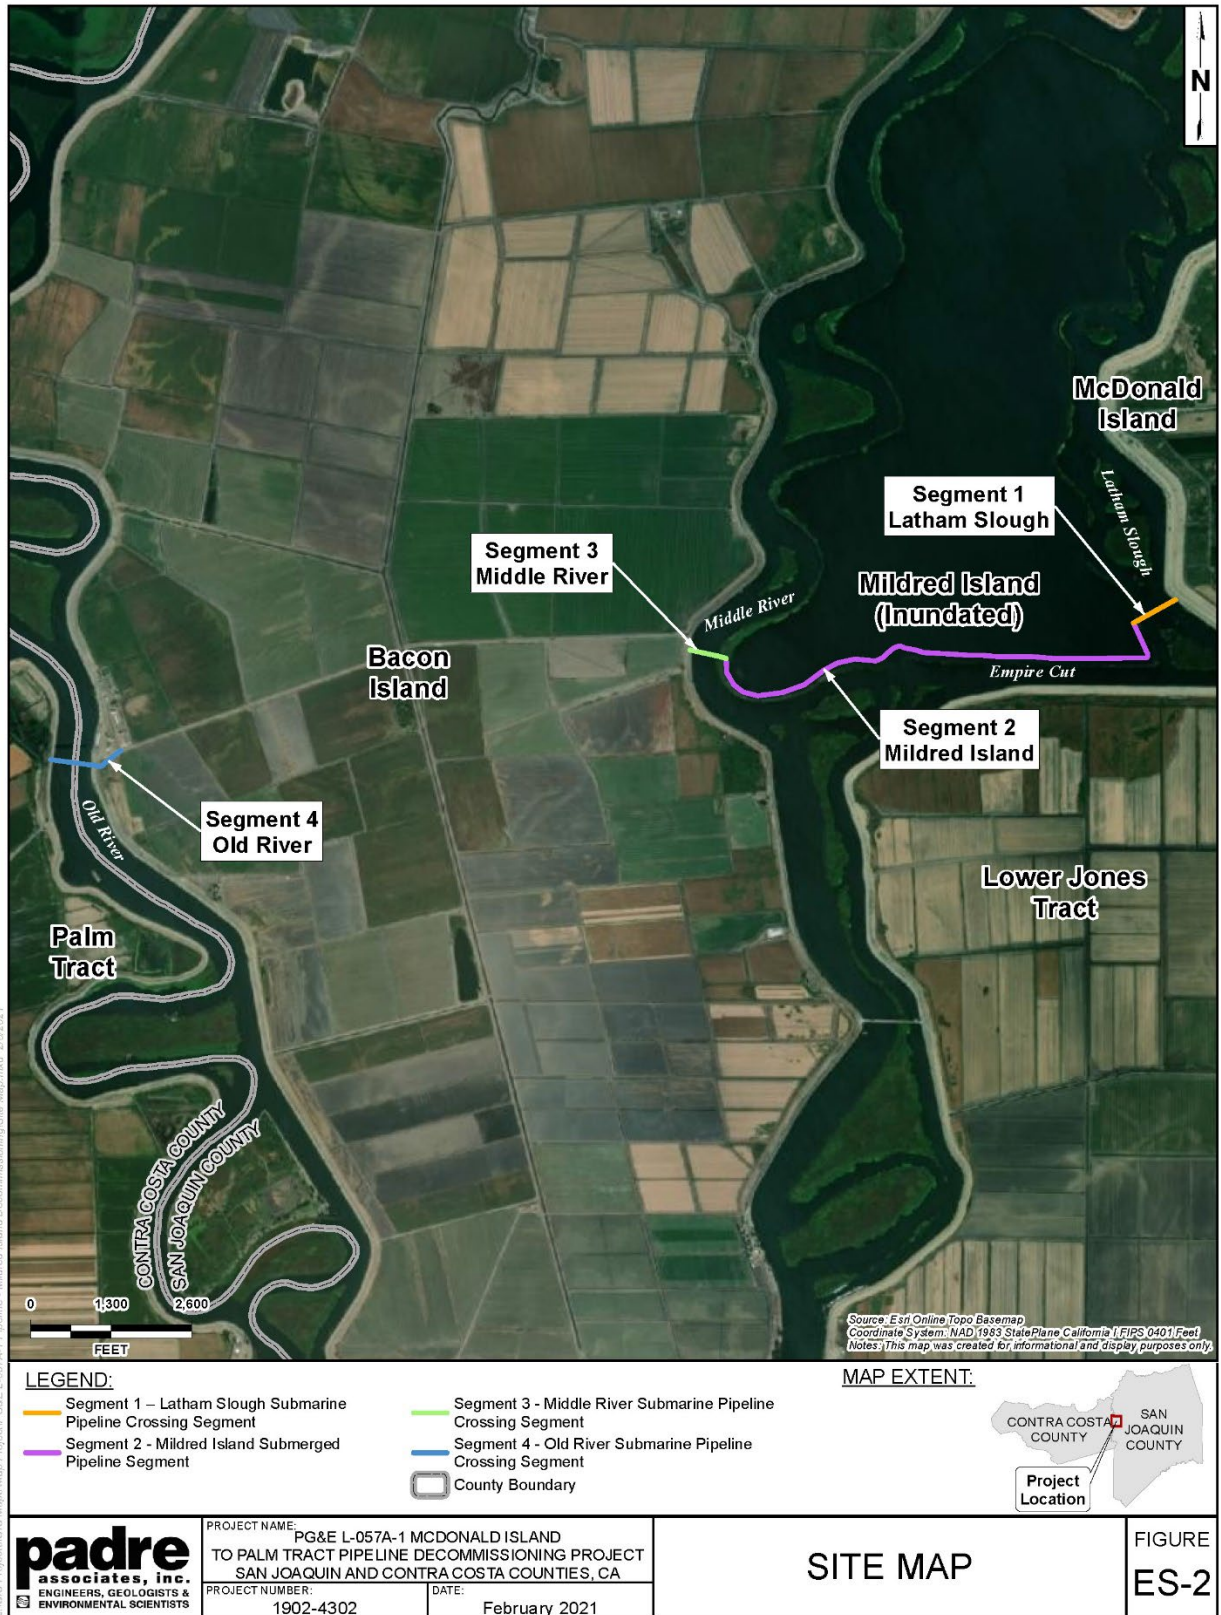 N
McDonald
Island
Latham Slough
Segment 1
Latham Slough
Segment 3
Middle River
Middle River
Mildred Island
(Inundated)
Empire Cut
Bacon
Island
Segment 2
Mildred Island
Segment 4
Old River
Old River
Lower Jones
Tract
Palm
Tract
CONTRA COSTA COUNTY
SAN JOAQUIN COUNTY
0 1,300 2,600
FEET
Source: Esri Online Topo Basemap
Coordinate System: NAD 1983 StatePlane California I FIPS 0401 Feet
Notes: This map was created for informational and display purposes only.
LEGEND:
Segment 1 – Latham Slough Submarine
Pipeline Crossing Segment
Segment 2 - Mildred Island Submerged
Pipeline Segment
Segment 3 - Middle River Submarine Pipeline
Crossing Segment
Segment 4 - Old River Submarine Pipeline
Crossing Segment
County Boundary
MAP EXTENT:
CONTRA COSTA
COUNTY
SAN
JOAQUIN
COUNTY
Project
Location
padre
associates, inc.
ENGINEERS, GEOLOGISTS &
ENVIRONMENTAL SCIENTISTS
PROJECT NAME:
PG&E L-057A-1 MCDONALD ISLAND
TO PALM TRACT PIPELINE DECOMMISSIONING PROJECT
SAN JOAQUIN AND CONTRA COSTA COUNTIES, CA
PROJECT NUMBER:
1902-4302
DATE:
February 2021
SITE MAP
FIGURE
ES-2